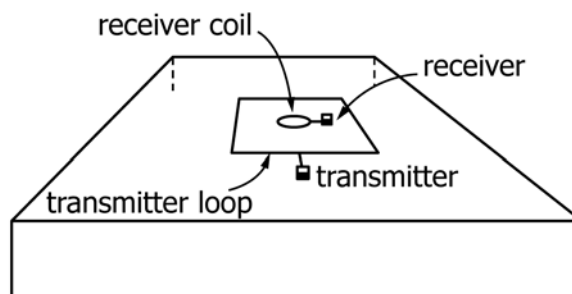 receiver coil
receiver
transmitter
transmitter loop